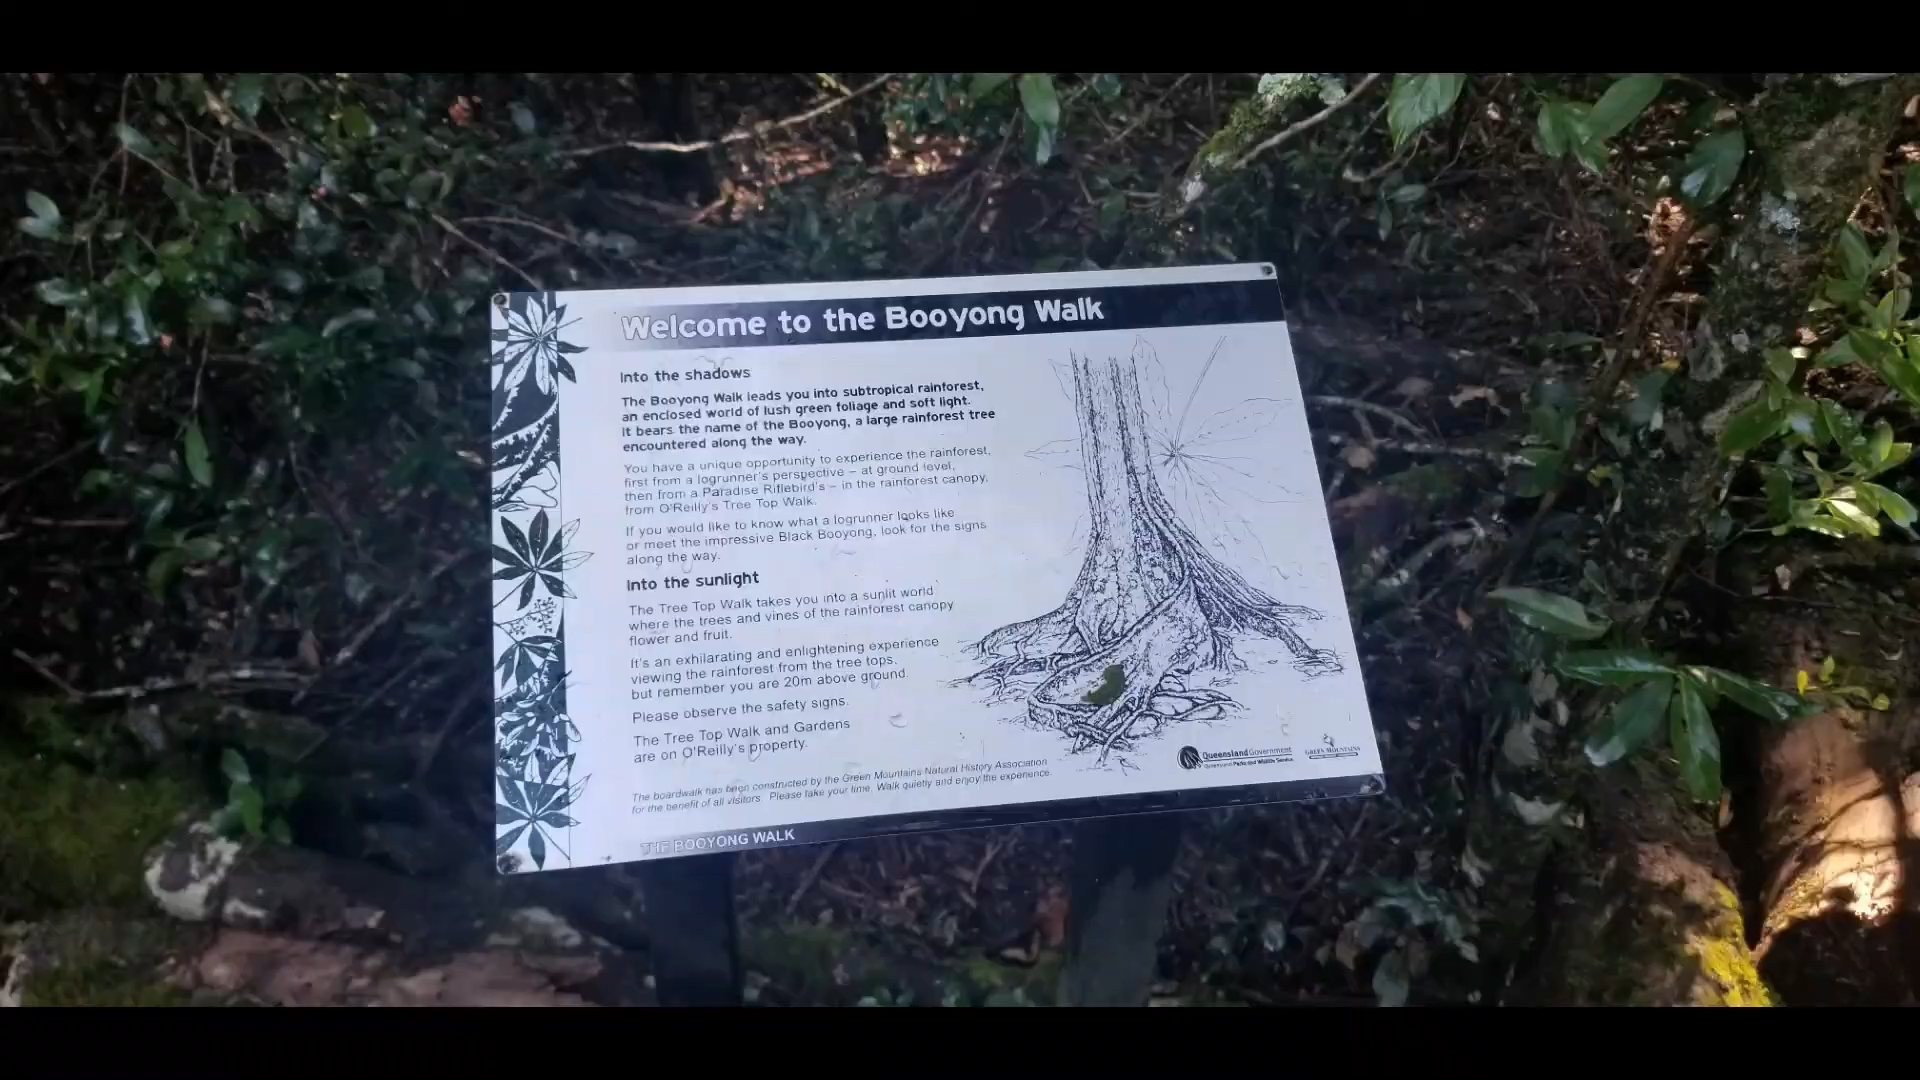 Welcome to the Booyong Walk
Into the shadows
The Booyong Walk leads you into subtropical rainforest,
an enclosed world of lush green foliage and soft light.
It bears the name of the Booyong, a large rainforest tree
encountered along the way.
You have a unique opportunity to experience the rainforest,
first from a logrunner's perspective – at ground level,
then from a Paradise Riflebird's – in the rainforest canopy,
from O'Reilly's Tree Top Walk.
If you would like to know what a logrunner looks like
or meet the impressive Black Booyong, look for the signs
along the way.
Into the sunlight
The Tree Top Walk takes you into a sunlit world
where the trees and vines of the rainforest canopy
flower and fruit.
It's an exhilarating and enlightening experience
viewing the rainforest from the tree tops,
but remember you are 20m above ground.
Please observe the safety signs.
The Tree Top Walk and Gardens
are on O'Reilly's property.
The boardwalk has been constructed by the Green Mountains Natural History Association
for the benefit of all visitors. Please take your time. Walk quietly and enjoy the experience.
Queensland Government
Queensland Parks and Wildlife Service
GREEN MOUNTAINS
THE BOOYONG WALK